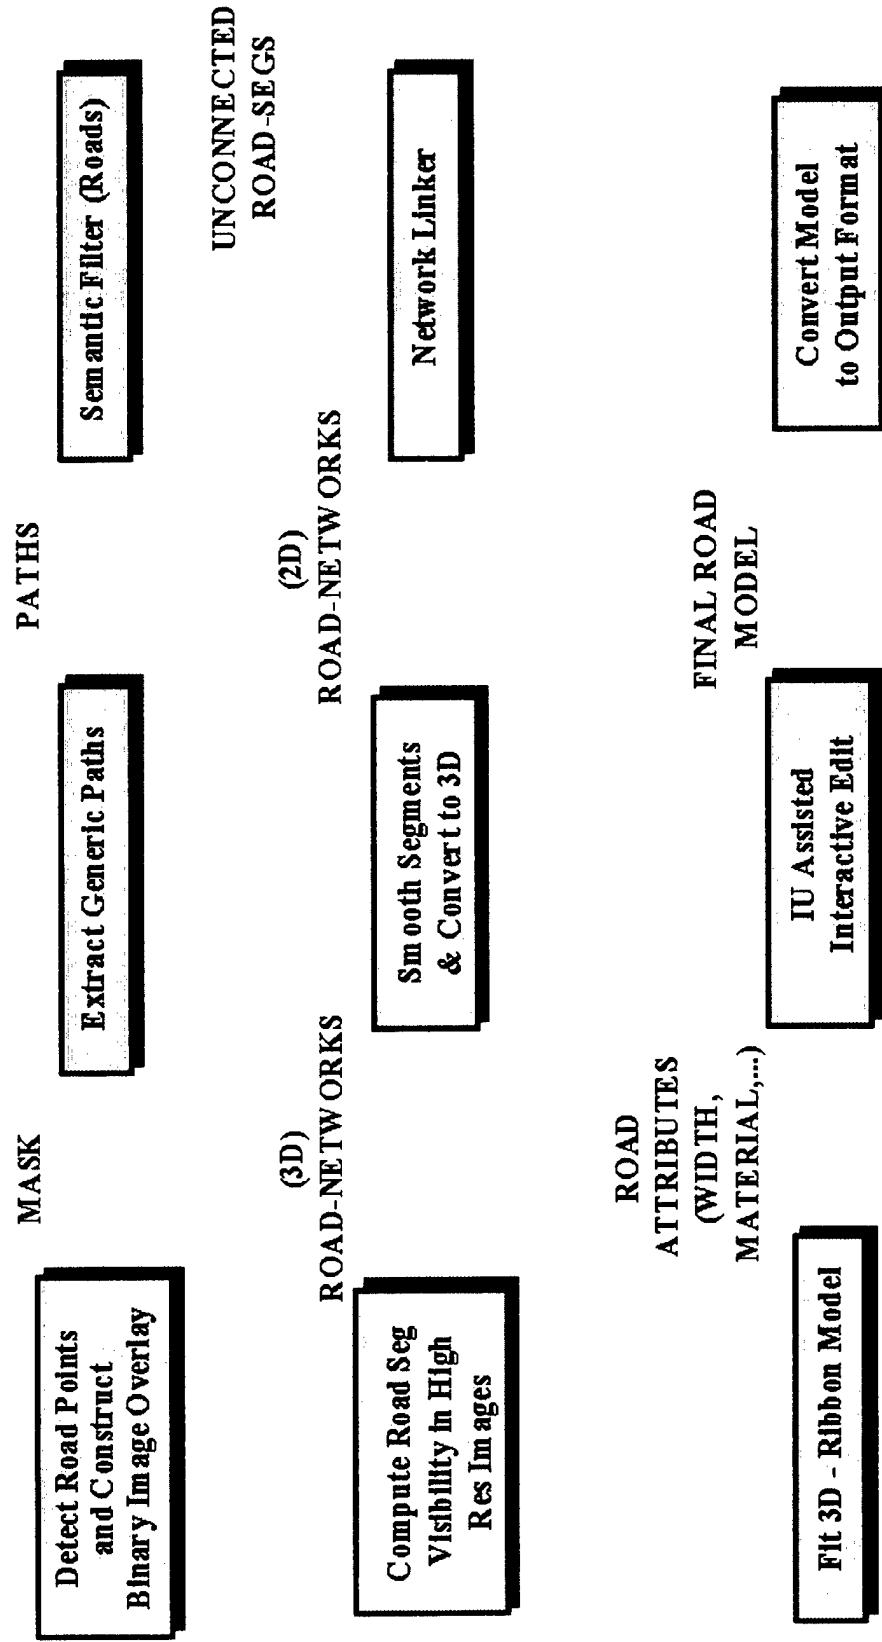 Detect Road Points
and Construct
Binary Image Overlay
MASK
Extract Generic Paths
PATHS
Semantic Filter (Roads)
UNCONNECTED
ROAD-SEGS
Network Linker
(2D)
ROAD-NETWORKS
Smooth Segments
& Convert to 3D
(3D)
ROAD-NETWORKS
Compute Road Seg
Visibility in High
Res Images
Fit 3D - Ribbon Model
ROAD
ATTRIBUTES
(WIDTH,
MATERIAL,...)
IU Assisted
Interactive Edit
FINAL ROAD
MODEL
Convert Model
to Output Format